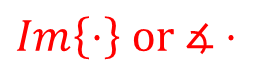 Im{·} or ∡ ·